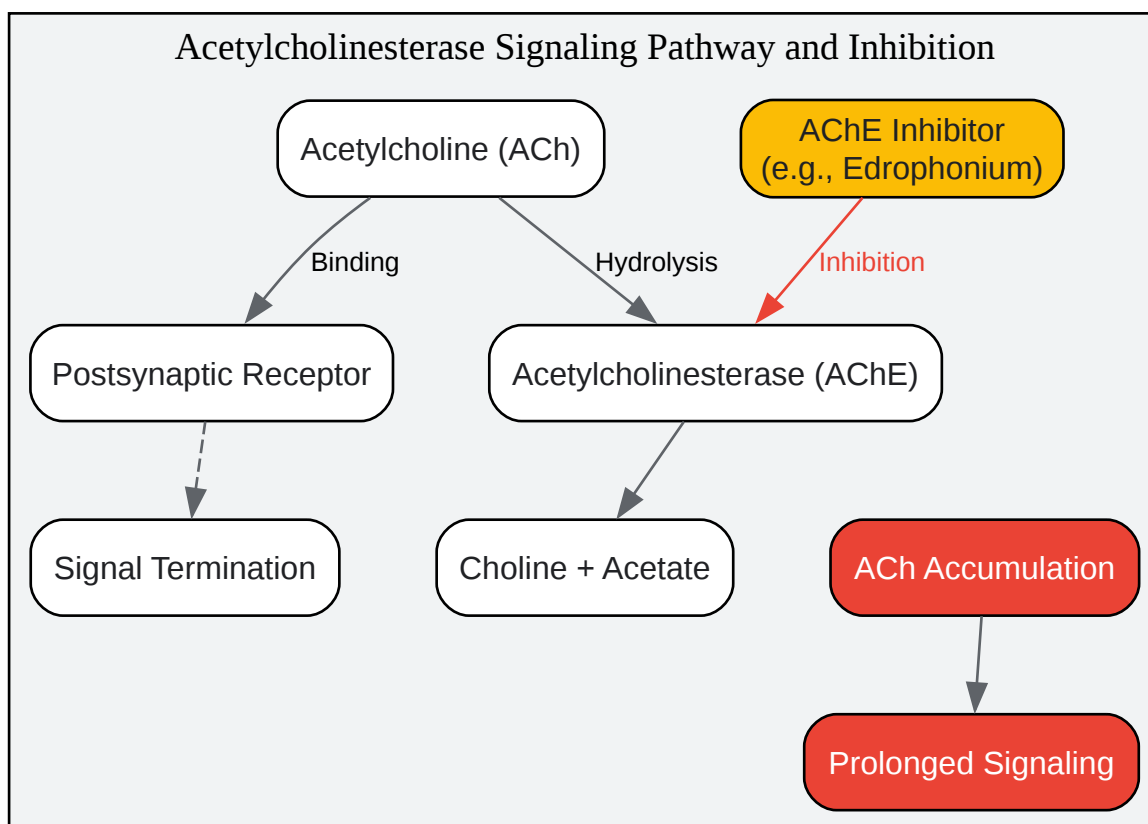 Acetylcholinesterase Signaling Pathway and Inhibition
Acetylcholine (ACh)
AChE Inhibitor
(e.g., Edrophonium)
Binding
Hydrolysis
Inhibition
Postsynaptic Receptor
Acetylcholinesterase (AChE)
Signal Termination
Choline + Acetate
ACh Accumulation
Prolonged Signaling